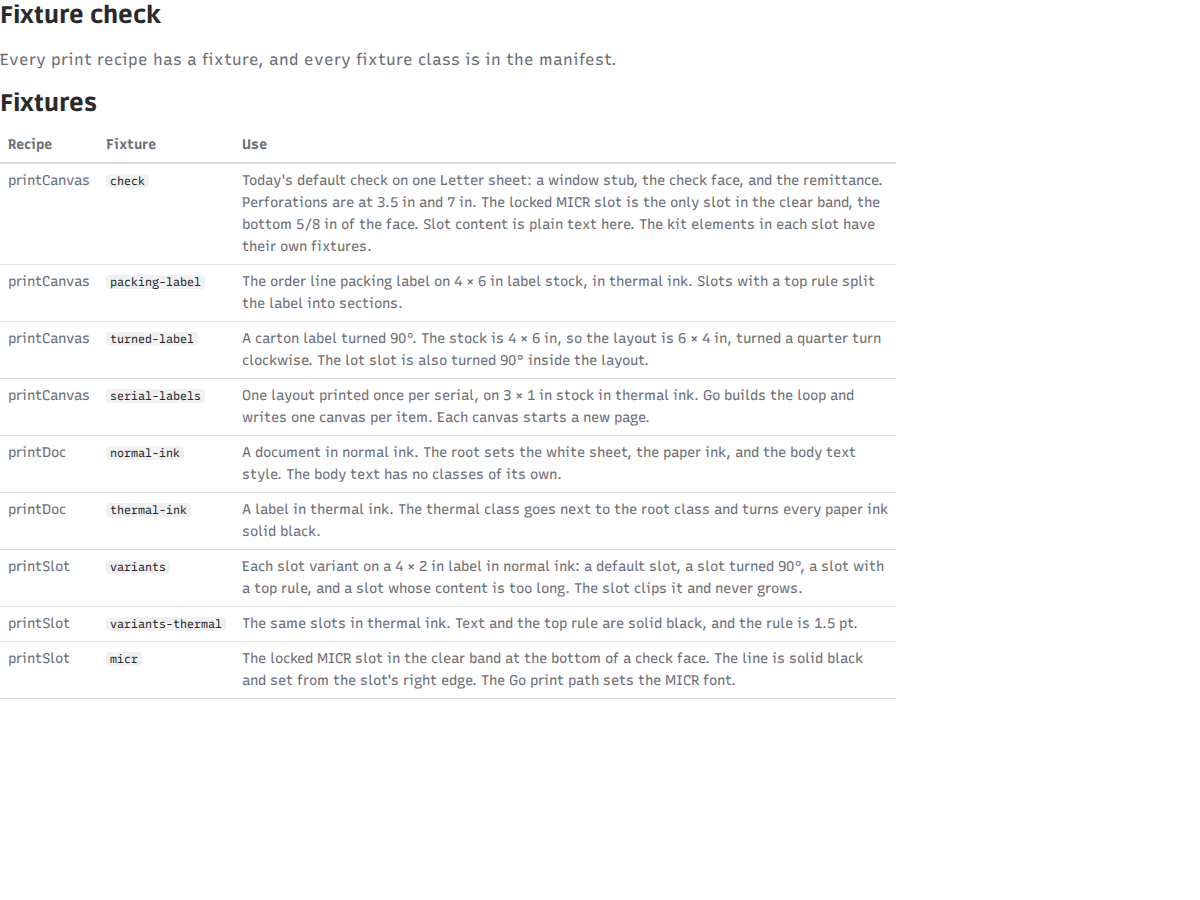 Fixture check
Every print recipe has a fixture, and every fixture class is in the manifest.
Fixtures
Recipe Fixture Use
printCanvas check Today's default check on one Letter sheet: a window stub, the check face, and the remittance.
Perforations are at 3.5 in and 7 in. The locked MICR slot is the only slot in the clear band, the
bottom 5/8 in of the face. Slot content is plain text here. The kit elements in each slot have
their own fixtures.
printCanvas packing-label The order line packing label on 4 × 6 in label stock, in thermal ink. Slots with a top rule split
the label into sections.
printCanvas turned-label A carton label turned 90°. The stock is 4 × 6 in, so the layout is 6 × 4 in, turned a quarter turn
clockwise. The lot slot is also turned 90° inside the layout.
printCanvas serial-labels One layout printed once per serial, on 3 × 1 in stock in thermal ink. Go builds the loop and
writes one canvas per item. Each canvas starts a new page.
printDoc normal-ink A document in normal ink. The root sets the white sheet, the paper ink, and the body text
style. The body text has no classes of its own.
printDoc thermal-ink A label in thermal ink. The thermal class goes next to the root class and turns every paper ink
solid black.
printSlot variants Each slot variant on a 4 × 2 in label in normal ink: a default slot, a slot turned 90°, a slot with
a top rule, and a slot whose content is too long. The slot clips it and never grows.
printSlot variants-thermal The same slots in thermal ink. Text and the top rule are solid black, and the rule is 1.5 pt.
printSlot micr The locked MICR slot in the clear band at the bottom of a check face. The line is solid black
and set from the slot's right edge. The Go print path sets the MICR font.